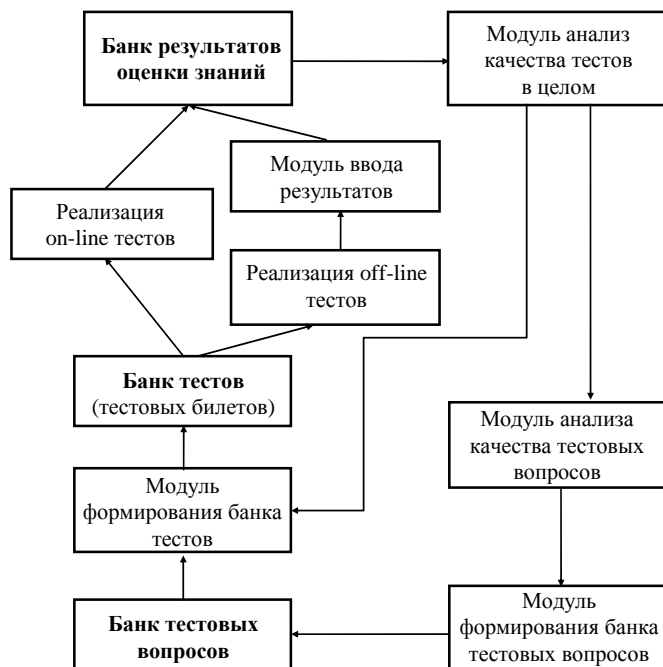 Банк результатов
оценки знаний
Модуль анализ
качества тестов
в целом
Модуль ввода
результатов
Реализация
on-line тестов
Реализация off-line
тестов
Банк тестов
(тестовых билетов)
Модуль анализа
качества тестовых
вопросов
Модуль
формирования банка
тестов
Банк тестовых
вопросов
Модуль
формирования банка
тестовых вопросов